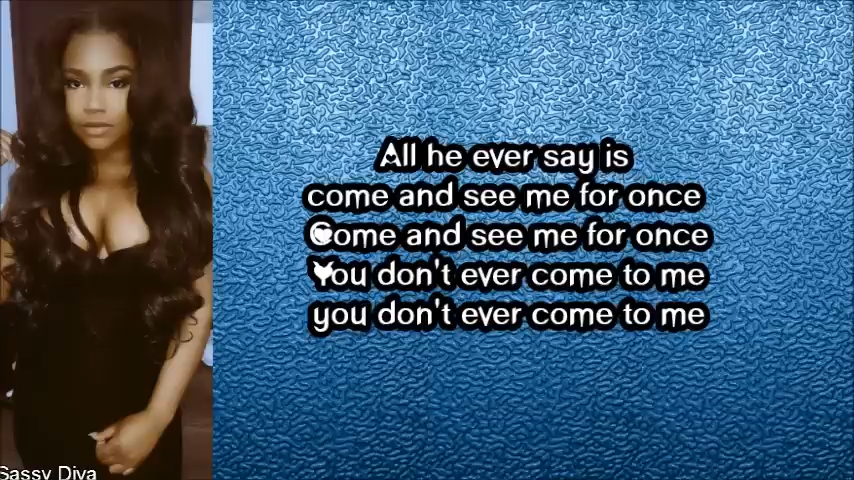 All he ever say is
come and see me for once
Come and see me for once
You don't ever come to me
you don't ever come to me
Sassy Diva